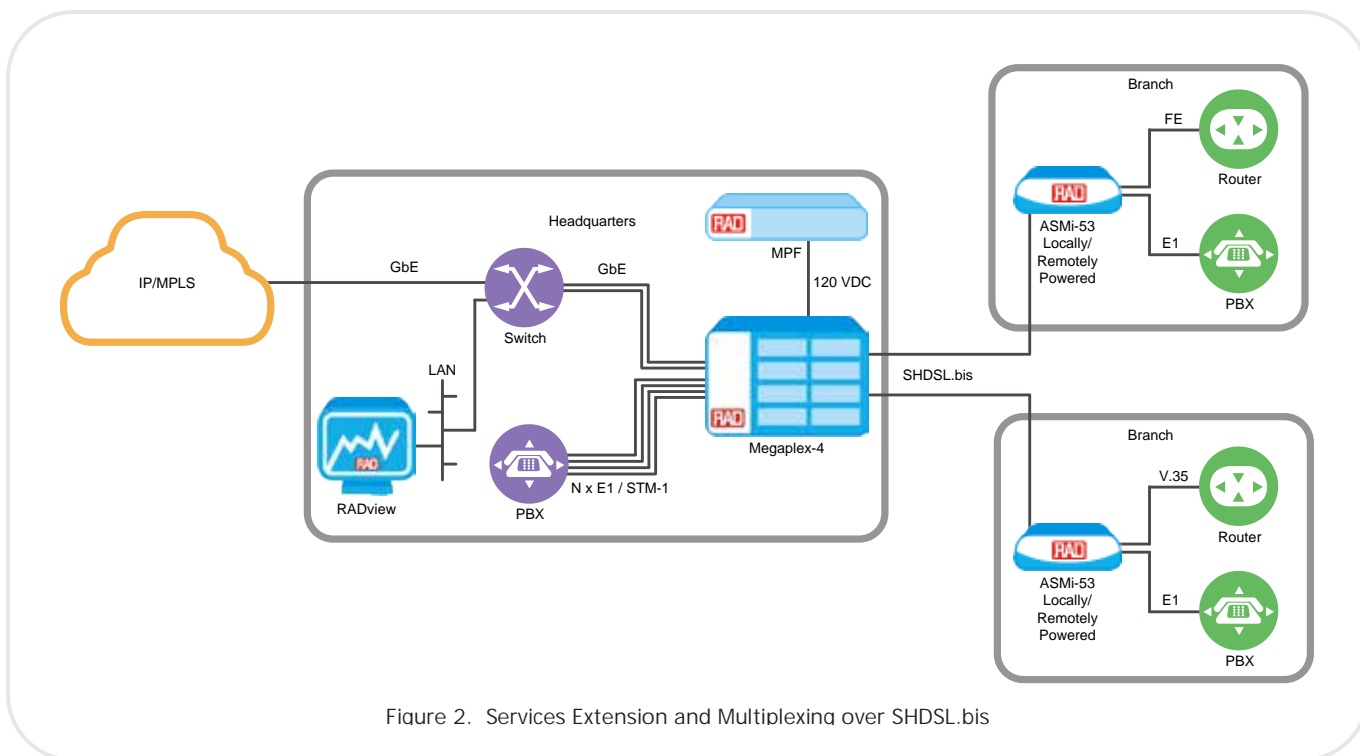 Branch
FE
Router
ASMi-53
Locally/
Remotely
Powered
E1
PBX
Headquarters
RAD
MPF
120 VDC
IP/MPLS
GbE
Switch
GbE
LAN
RAD
RADview
PBX
N x E1 / STM-1
RAD
Megaplex-4
SHDSL.bis
RAD
Branch
V.35
Router
RAD
ASMi-53
Locally/
Remotely
Powered
E1
PBX
Figure 2. Services Extension and Multiplexing over SHDSL.bis